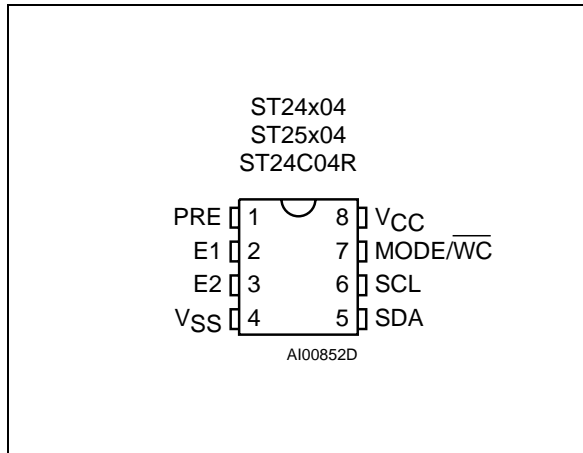 ST24x04
ST25x04
ST24C04R
PRE 1 8 VCC
E1 2 7 MODE/WC
E2 3 6 SCL
VSS 4 5 SDA
AI00852D